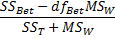 SS_Bet − df_Bet MS_W
SS_T + MS_W